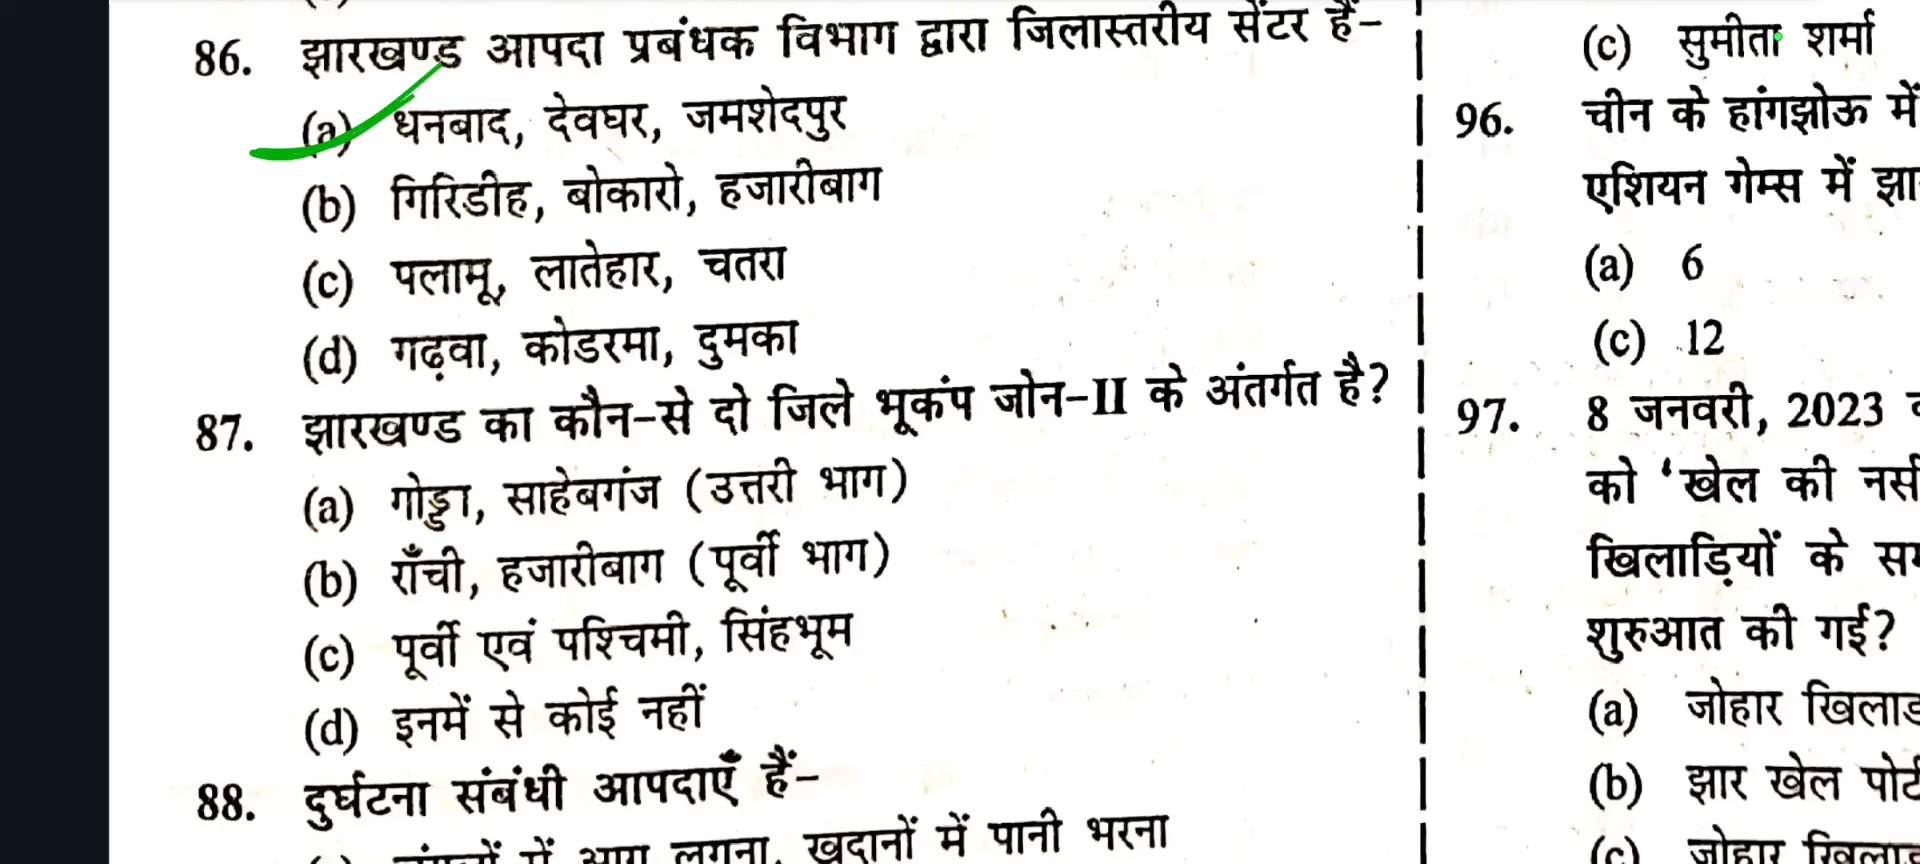 86. झारखण्ड आपदा प्रबंधक विभाग द्वारा जिलास्तरीय सेंटर हैं-
(a) धनबाद, देवघर, जमशेदपुर
(b) गिरिडीह, बोकारो, हजारीबाग
(c) पलामू, लातेहार, चतरा
(d) गढ़वा, कोडरमा, दुमका
87. झारखण्ड का कौन-से दो जिले भूकंप जोन-II के अंतर्गत है?
(a) गोड्डा, साहेबगंज (उत्तरी भाग)
(b) राँची, हजारीबाग (पूर्वी भाग)
(c) पूर्वी एवं पश्चिमी, सिंहभूम
(d) इनमें से कोई नहीं
88. दुर्घटना संबंधी आपदाएँ हैं-
में आग लगना, खदानों में पानी भरना
(c) सुमीता शर्मा
96. चीन के हांगझोऊ में
एशियन गेम्स में
(a) 6
(c) 12
97. 8 जनवरी, 2023
को 'खेल की
खिलाड़ियों के
शुरुआत की गई?
(a) जोहार
(b) झार खेल
(c) जोहार